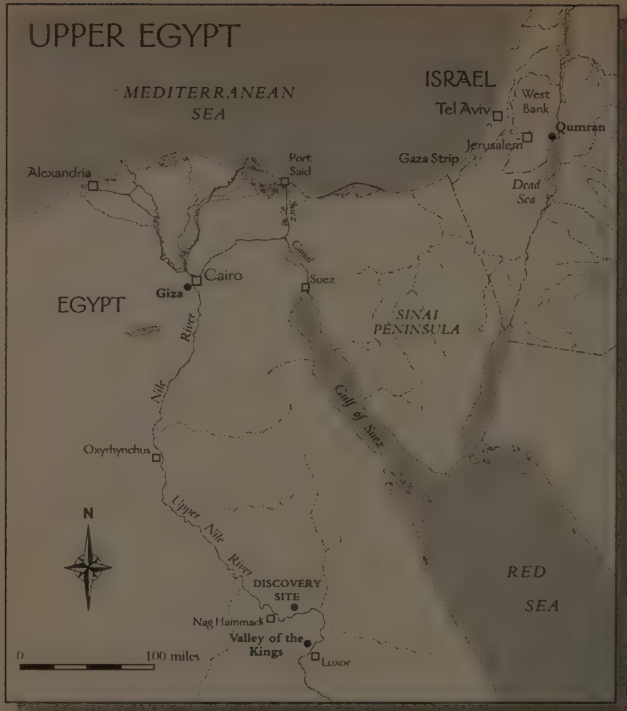 UPPER EGYPT
MEDITERRANEAN
SEA
ISRAEL
West
Bank
Tel Aviv
Qumran
Jerusalem
Gaza Strip
Dead
Sea
Alexandria
Port
Said
Suez
Canal
Cairo
Giza
Suez
EGYPT
SINAI
PENINSULA
Nile
River
Gulf of Suez
Oxyrhynchus
Upper Nile
River
N
DISCOVERY
SITE
RED
SEA
Nag Hammadi
Valley of the
Kings
Luxor
0 100 miles